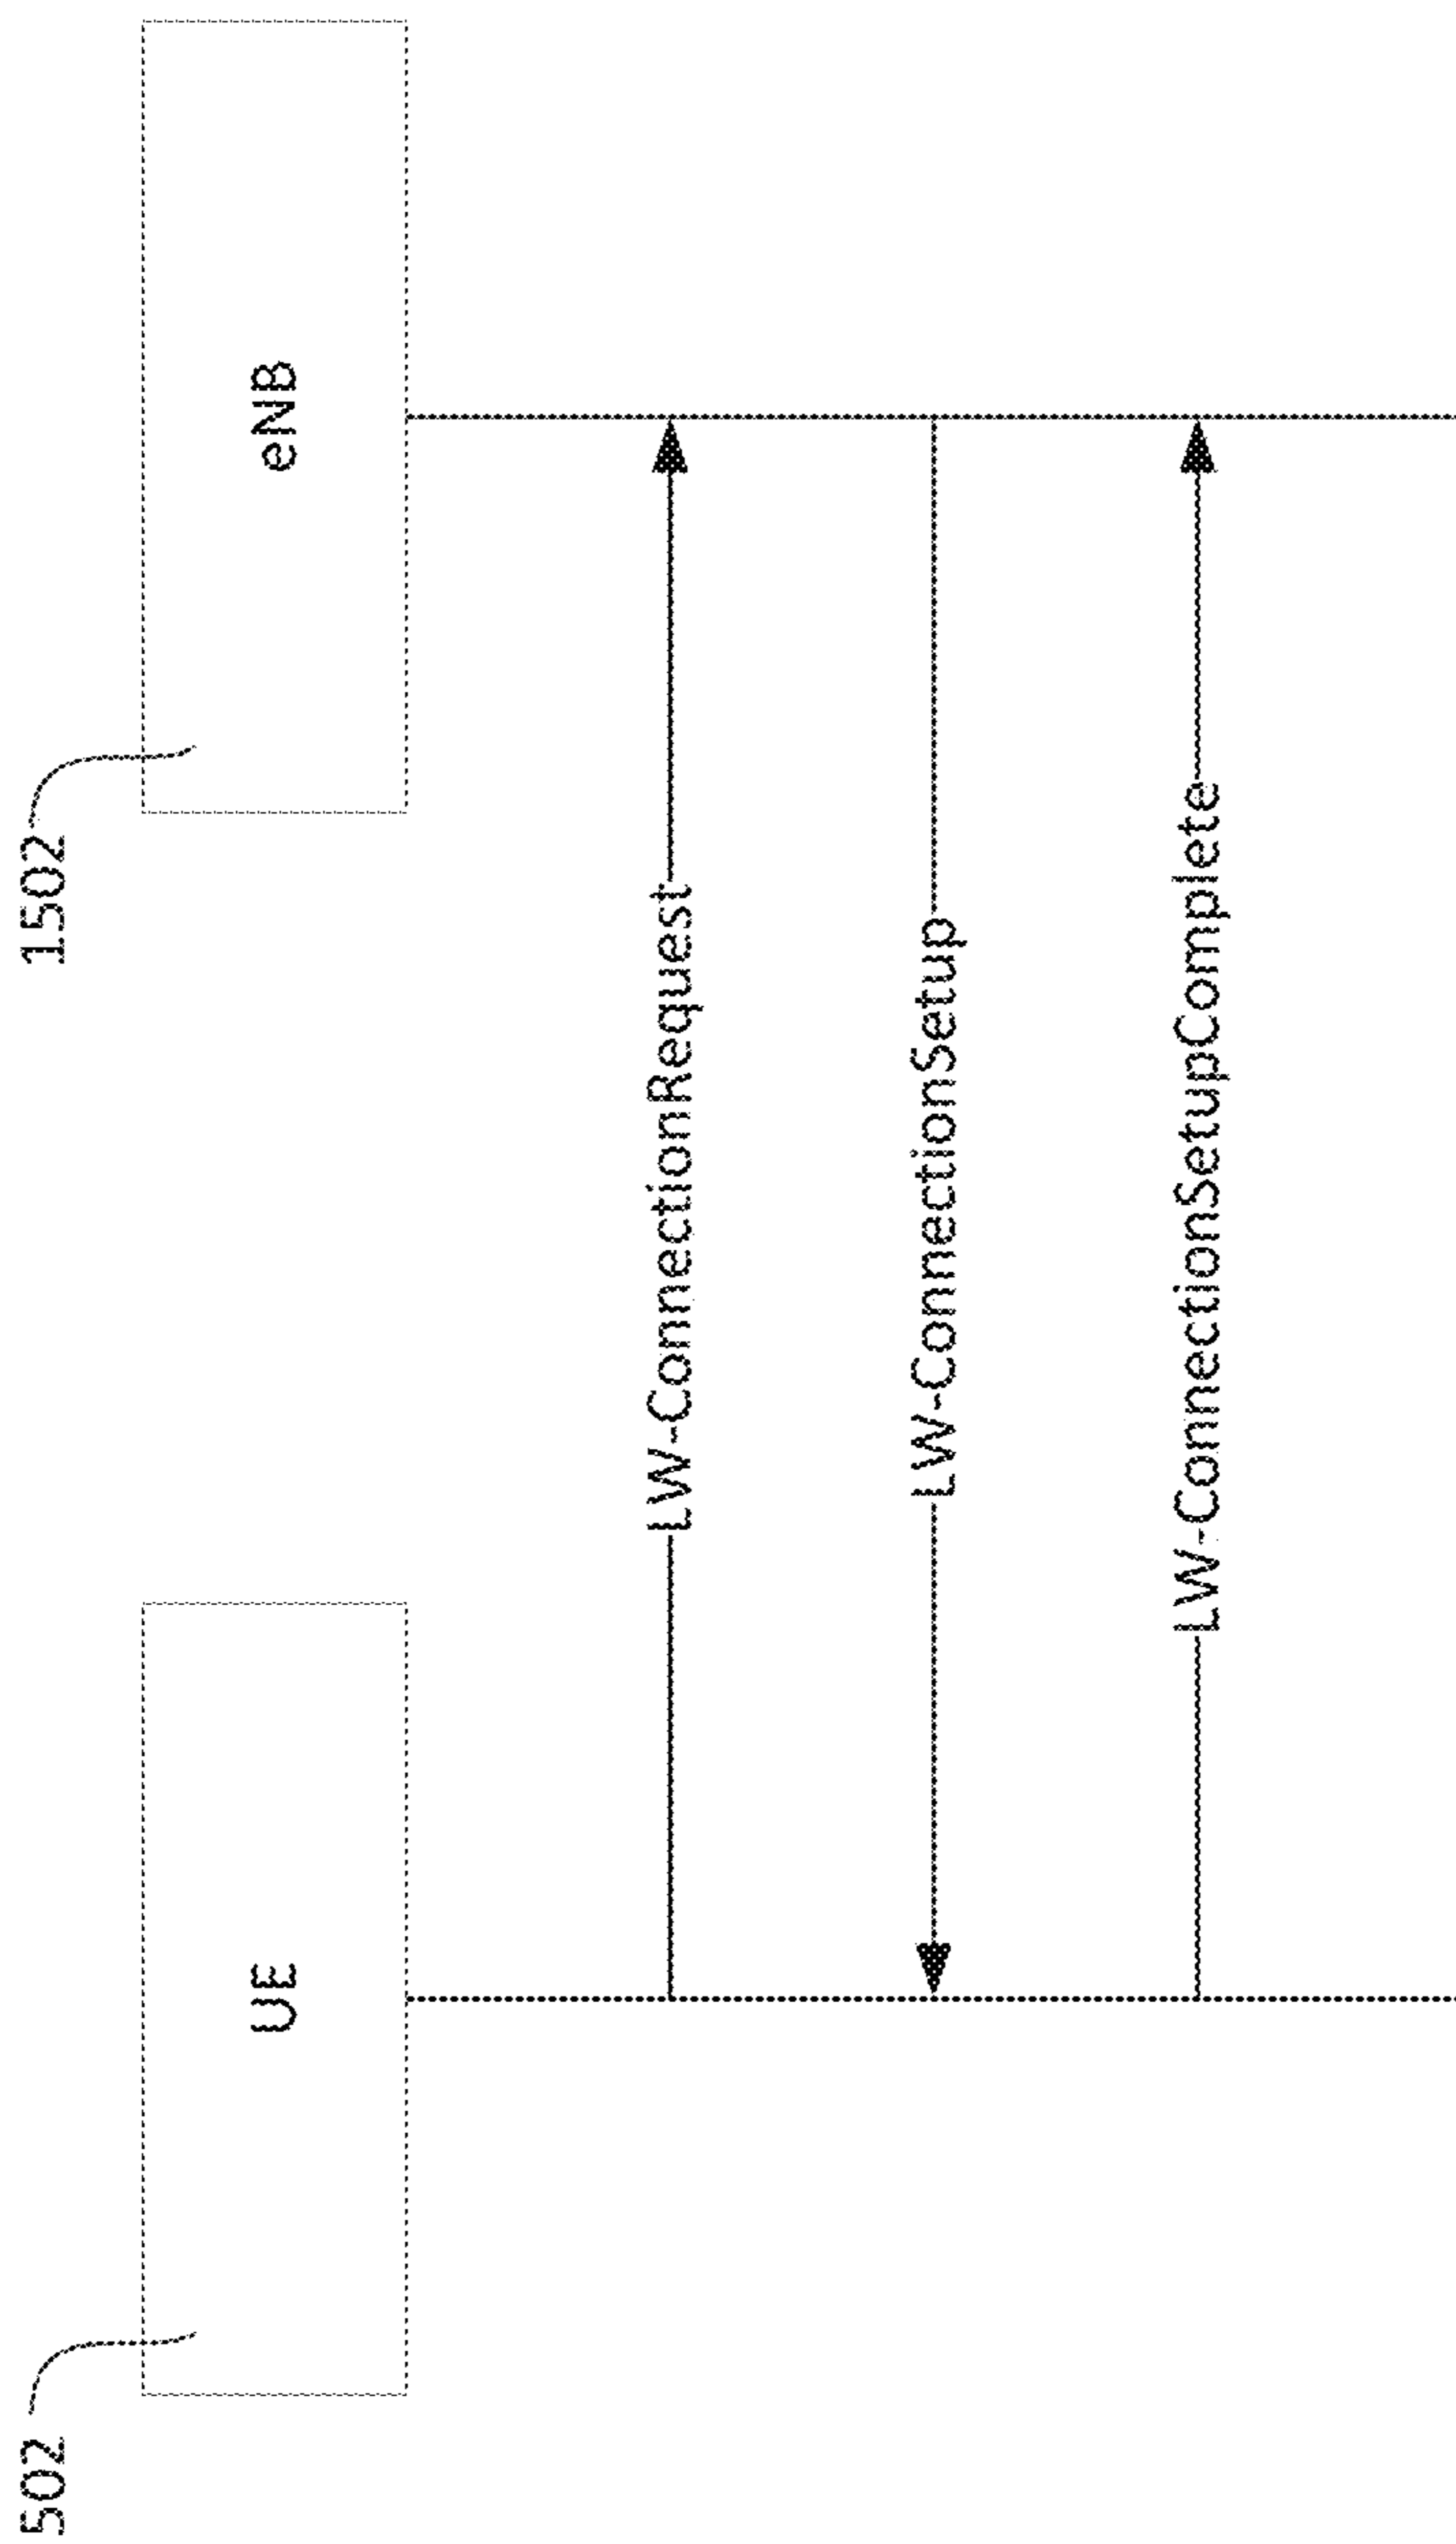 502
1502
UE
eNB
LW-ConnectionRequest
LW-ConnectionSetup
LW-ConnectionSetupComplete